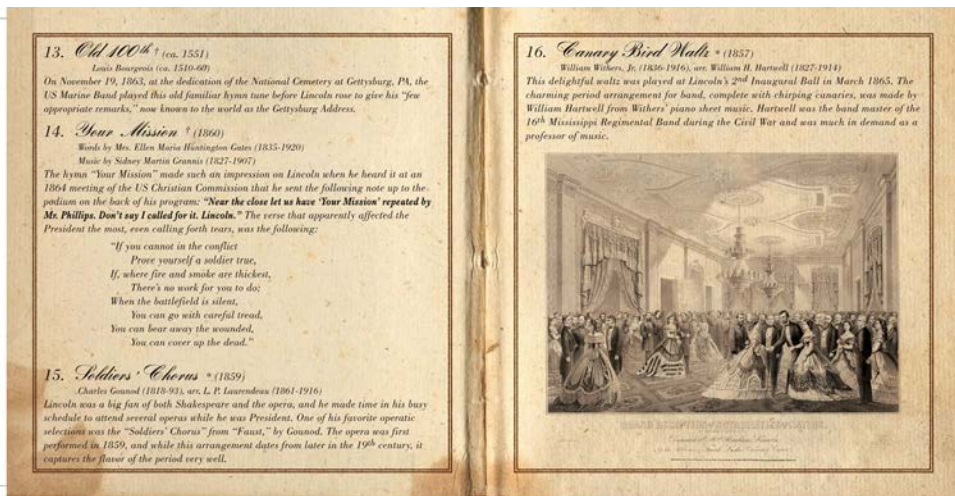 13. Old 100th † (ca. 1551)
Louis Bourgeois (ca. 1510-60)
On November 19, 1863, at the dedication of the National Cemetery at Gettysburg, PA, the
US Marine Band played this old familiar hymn tune before Lincoln rose to give his “few
appropriate remarks,” now known to the world as the Gettysburg Address.
14. Your Mission † (1860)
Words by Mrs. Ellen Maria Huntington Gates (1835-1920)
Music by Sidney Martin Grannis (1827-1907)
The hymn “Your Mission” made such an impression on Lincoln when he heard it at an
1864 meeting of the US Christian Commission that he sent the following note up to the
podium on the back of his program: “Near the close let us have ‘Your Mission’ repeated by
Mr. Phillips. Don’t say I called for it. Lincoln.” The verse that apparently affected the
President the most, even calling forth tears, was the following:
“If you cannot in the conflict
Prove yourself a soldier true,
If, where fire and smoke are thickest,
There’s no work for you to do;
When the battlefield is silent,
You can go with careful tread,
You can bear away the wounded,
You can cover up the dead.”
15. Soldiers’ Chorus * (1859)
Charles Gounod (1818-93), arr. L. P. Laurendeau (1861-1916)
Lincoln was a big fan of both Shakespeare and the opera, and he made time in his busy
schedule to attend several operas while he was President. One of his favorite operatic
selections was the “Soldiers’ Chorus” from “Faust,” by Gounod. The opera was first
performed in 1859, and while this arrangement dates from later in the 19th century, it
captures the flavor of the period very well.
16. Canary Bird Waltz * (1857)
William Withers, Jr. (1836-1916), arr. William H. Hartwell (1827-1914)
This delightful waltz was played at Lincoln’s 2nd Inaugural Ball in March 1865. The
charming period arrangement for band, complete with chirping canaries, was made by
William Hartwell from Withers’ piano sheet music. Hartwell was the band master of the
16th Mississippi Regimental Band during the Civil War and was much in demand as a
professor of music.